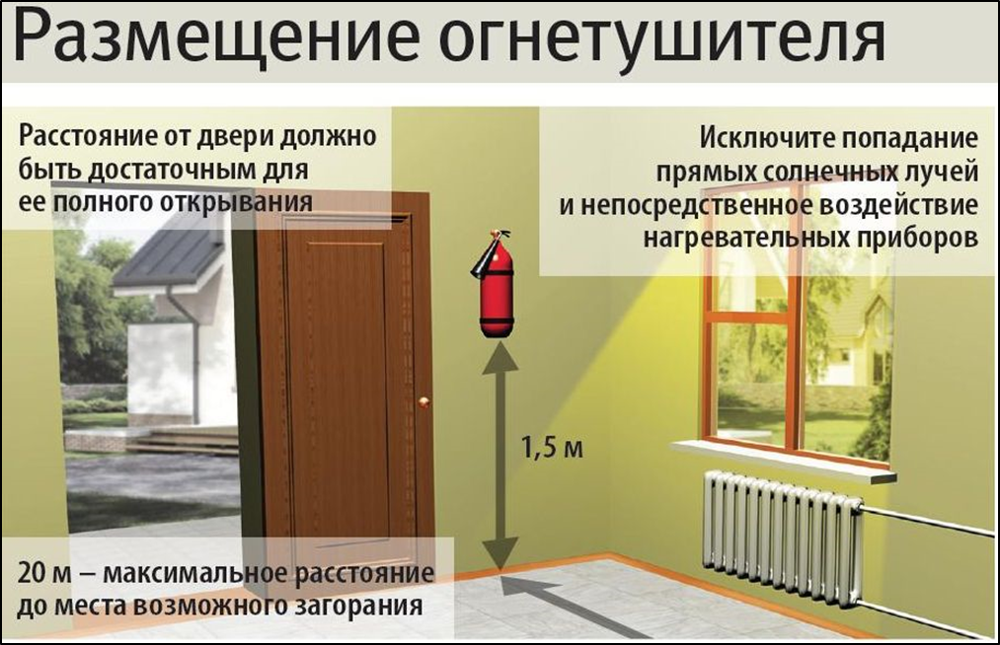 Размещение огнетушителя
Расстояние от двери должно
быть достаточным для
ее полного открывания
Исключите попадание
прямых солнечных лучей
и непосредственное воздействие
нагревательных приборов
1,5 м
20 м – максимальное расстояние
до места возможного загорания